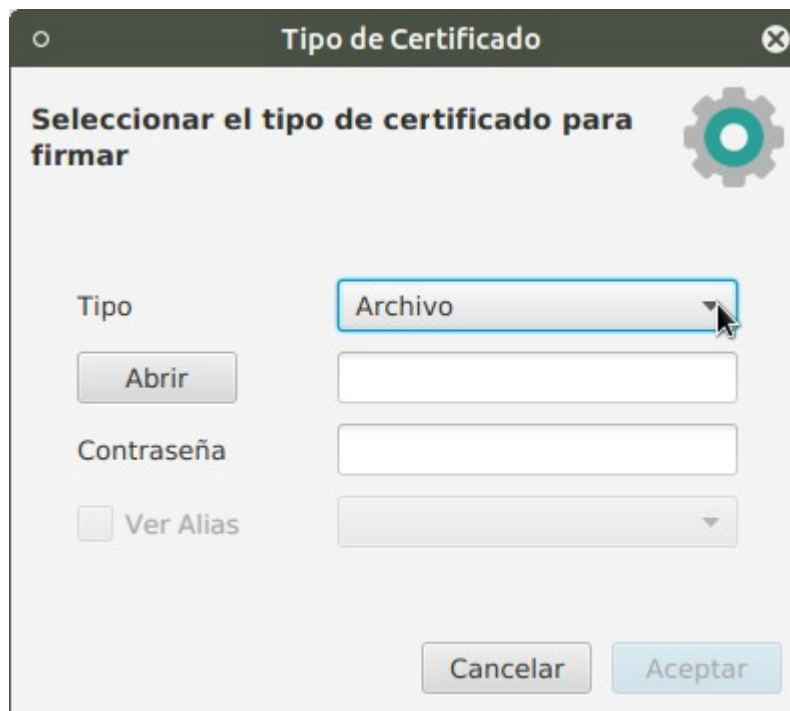 Tipo de Certificado
Seleccionar el tipo de certificado para
firmar
Tipo
Archivo
Abrir
Contraseña
Ver Alias
Cancelar
Aceptar